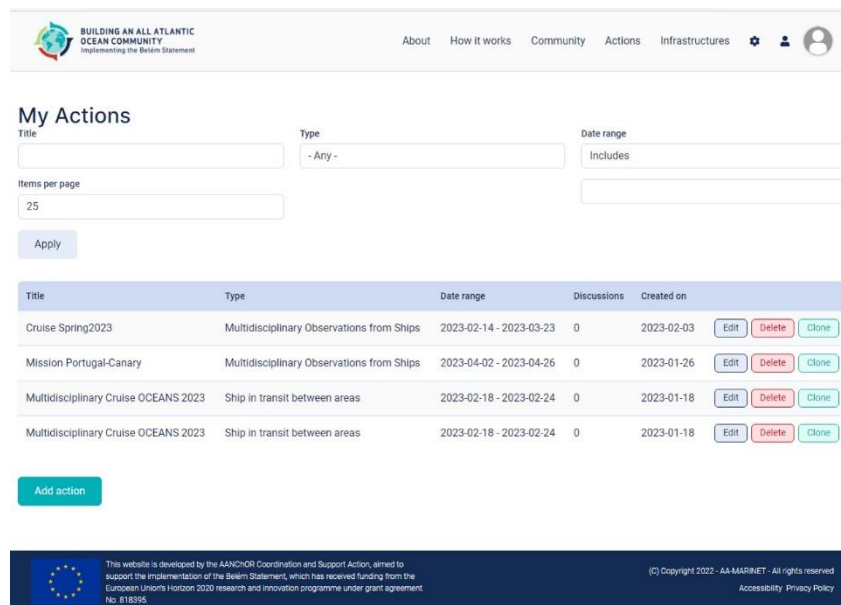 BUILDING AN ALL ATLANTIC
OCEAN COMMUNITY
Implementing the Belém Statement
About How it works Community Actions Infrastructures
My Actions
Title Type Date range
- Any - Includes
Items per page
25
Apply
Title Type Date range Discussions Created on
Cruise Spring2023 Multidisciplinary Observations from Ships 2023-02-14 - 2023-03-23 0 2023-02-03 Edit Delete Clone
Mission Portugal-Canary Multidisciplinary Observations from Ships 2023-04-02 - 2023-04-26 0 2023-01-26 Edit Delete Clone
Multidisciplinary Cruise OCEANS 2023 Ship in transit between areas 2023-02-18 - 2023-02-24 0 2023-01-18 Edit Delete Clone
Multidisciplinary Cruise OCEANS 2023 Ship in transit between areas 2023-02-18 - 2023-02-24 0 2023-01-18 Edit Delete Clone
Add action
This website is developed by the AANChOR Coordination and Support Action, aimed to
support the implementation of the Belém Statement, which has received funding from the
European Union's Horizon 2020 research and innovation programme under grant agreement
No. 818395.
(C) Copyright 2022 - AA-MARINET - All rights reserved
Accessibility Privacy Policy